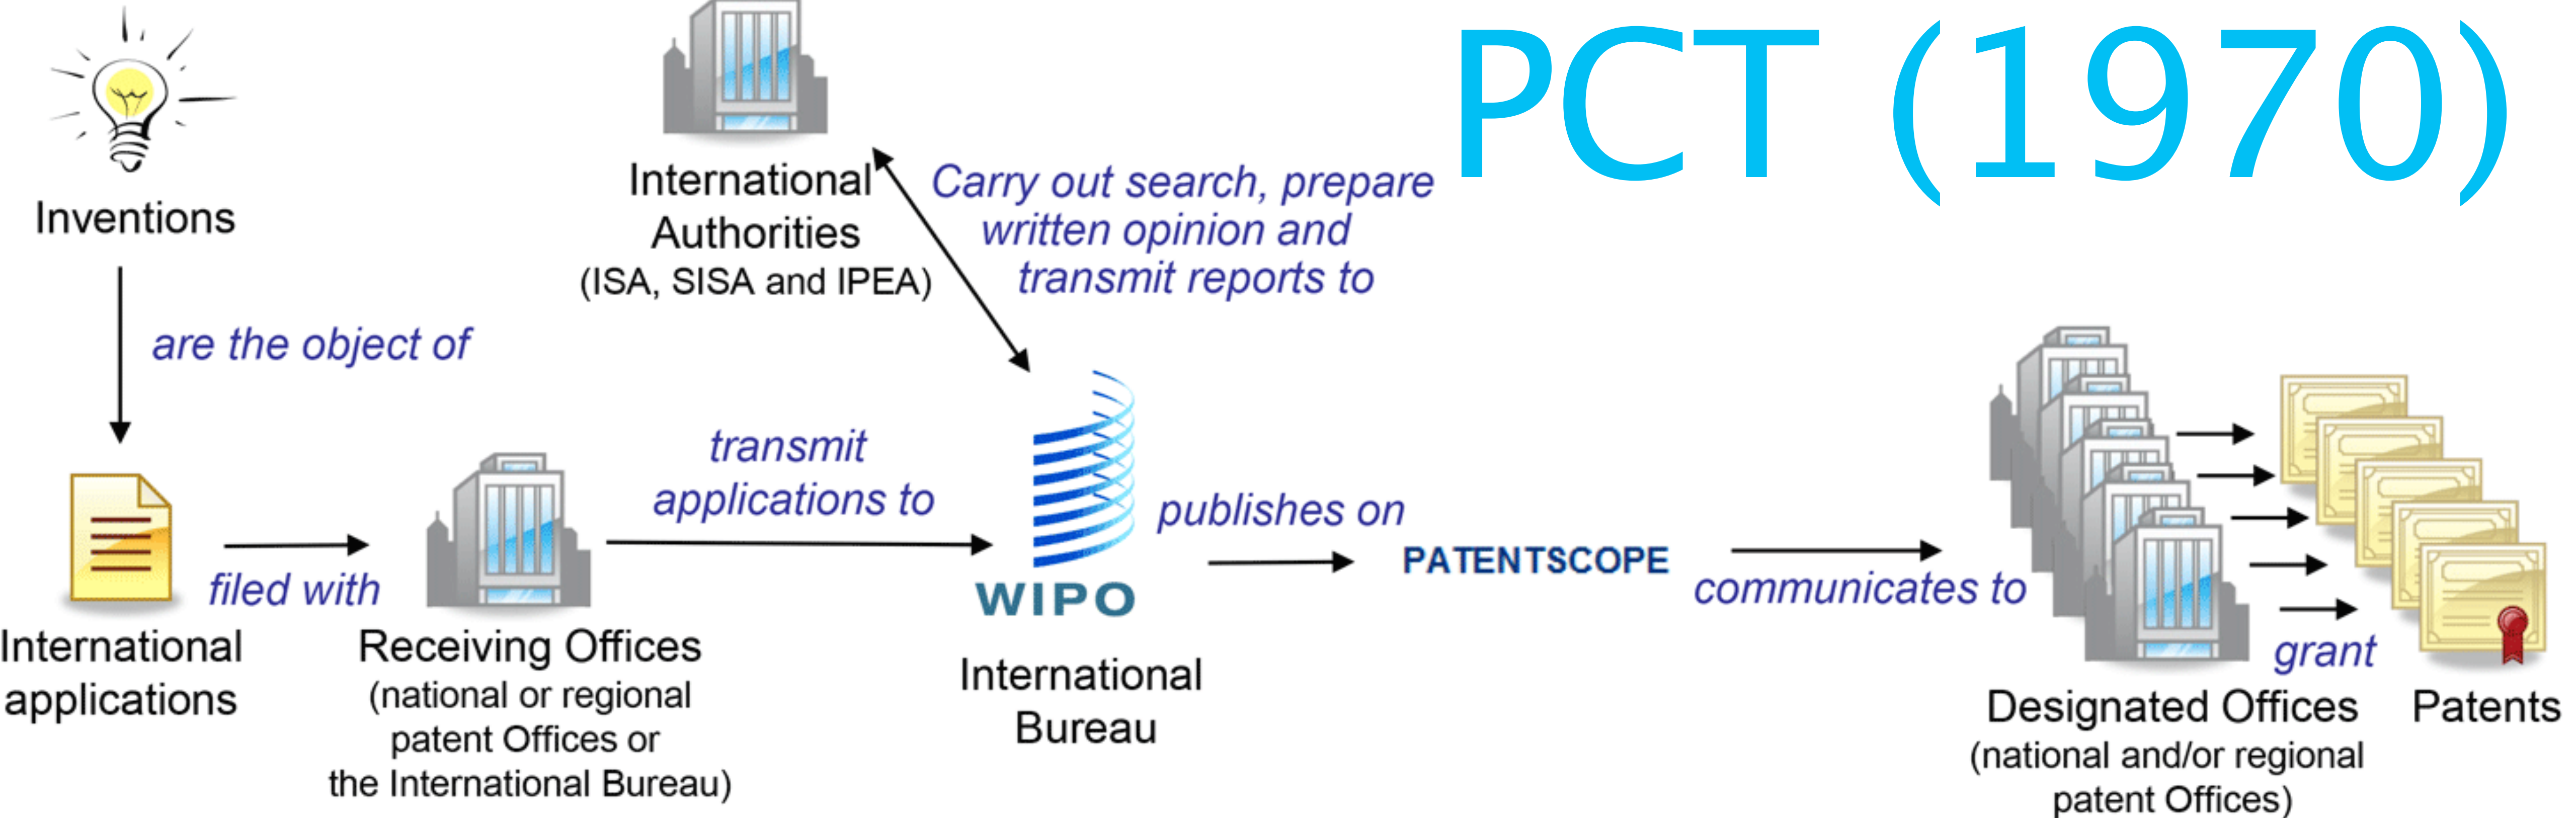 PCT (1970)
Inventions
are the object of
International
applications
filed with
Receiving Offices
(national or regional
patent Offices or
the International Bureau)
transmit
applications to
International
Authorities
(ISA, SISA and IPEA)
Carry out search, prepare
written opinion and
transmit reports to
WIPO
International
Bureau
publishes on
PATENTSCOPE
communicates to
Designated Offices
(national and/or regional
patent Offices)
grant
Patents